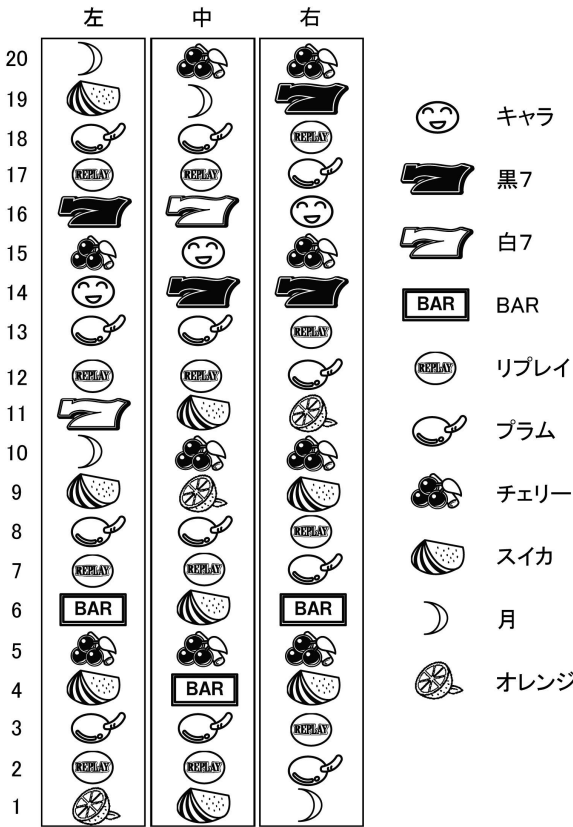 左 中 右
20
19
18 REPLAY
17 REPLAY REPLAY
16
15
14
13 REPLAY
12 REPLAY REPLAY
11
10
9
8 REPLAY
7 REPLAY REPLAY
6 BAR BAR
5
4 BAR
3 REPLAY
2 REPLAY REPLAY
1
キャラ
黒7
白7
BAR BAR
REPLAY リプレイ
プラム
チェリー
スイカ
月
オレンジ